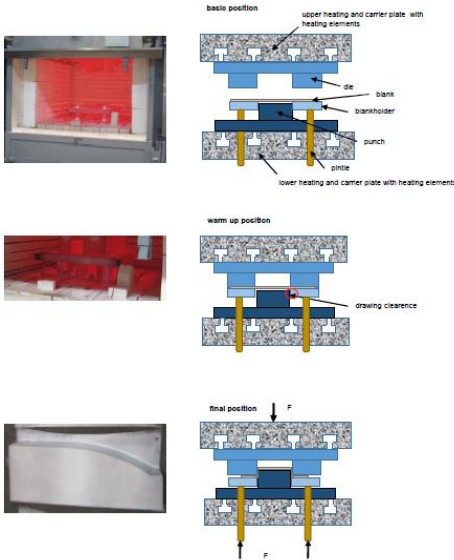 basic position
upper heating and carrier plate with
heating elements
die
blank
blankholder
punch
pintle
lower heating and carrier plate with heating elements
warm up position
drawing clearence
final position
F
F